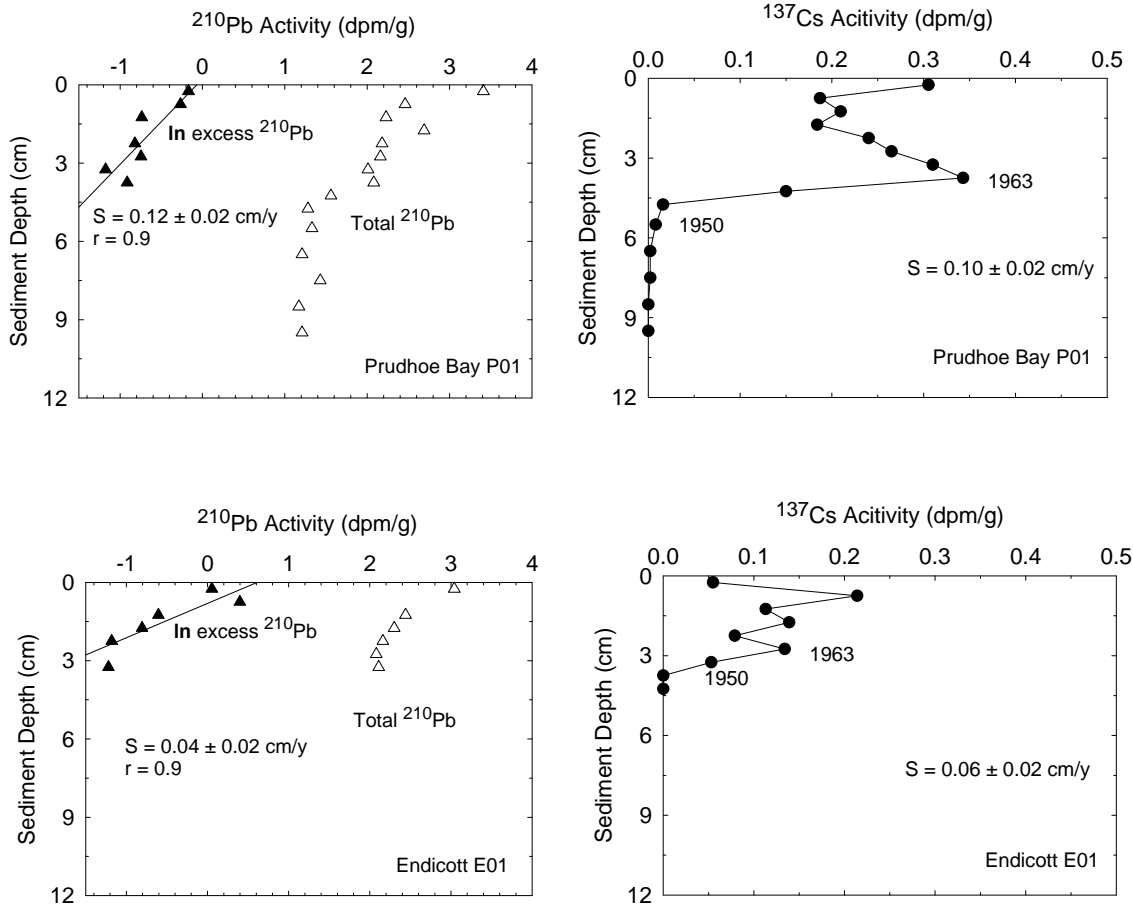 210Pb Activity (dpm/g)
-1 0 1 2 3 4
0
3
6
9
12
Sediment Depth (cm)
In excess 210Pb
S = 0.12 ± 0.02 cm/y
r = 0.9
Total 210Pb
Prudhoe Bay P01
137Cs Acitivity (dpm/g)
0.0 0.1 0.2 0.3 0.4 0.5
0
3
6
9
12
Sediment Depth (cm)
1963
1950
S = 0.10 ± 0.02 cm/y
Prudhoe Bay P01
210Pb Activity (dpm/g)
-1 0 1 2 3 4
0
3
6
9
12
Sediment Depth (cm)
In excess 210Pb
Total 210Pb
S = 0.04 ± 0.02 cm/y
r = 0.9
Endicott E01
137Cs Acitivity (dpm/g)
0.0 0.1 0.2 0.3 0.4 0.5
0
3
6
9
12
Sediment Depth (cm)
1963
1950
S = 0.06 ± 0.02 cm/y
Endicott E01